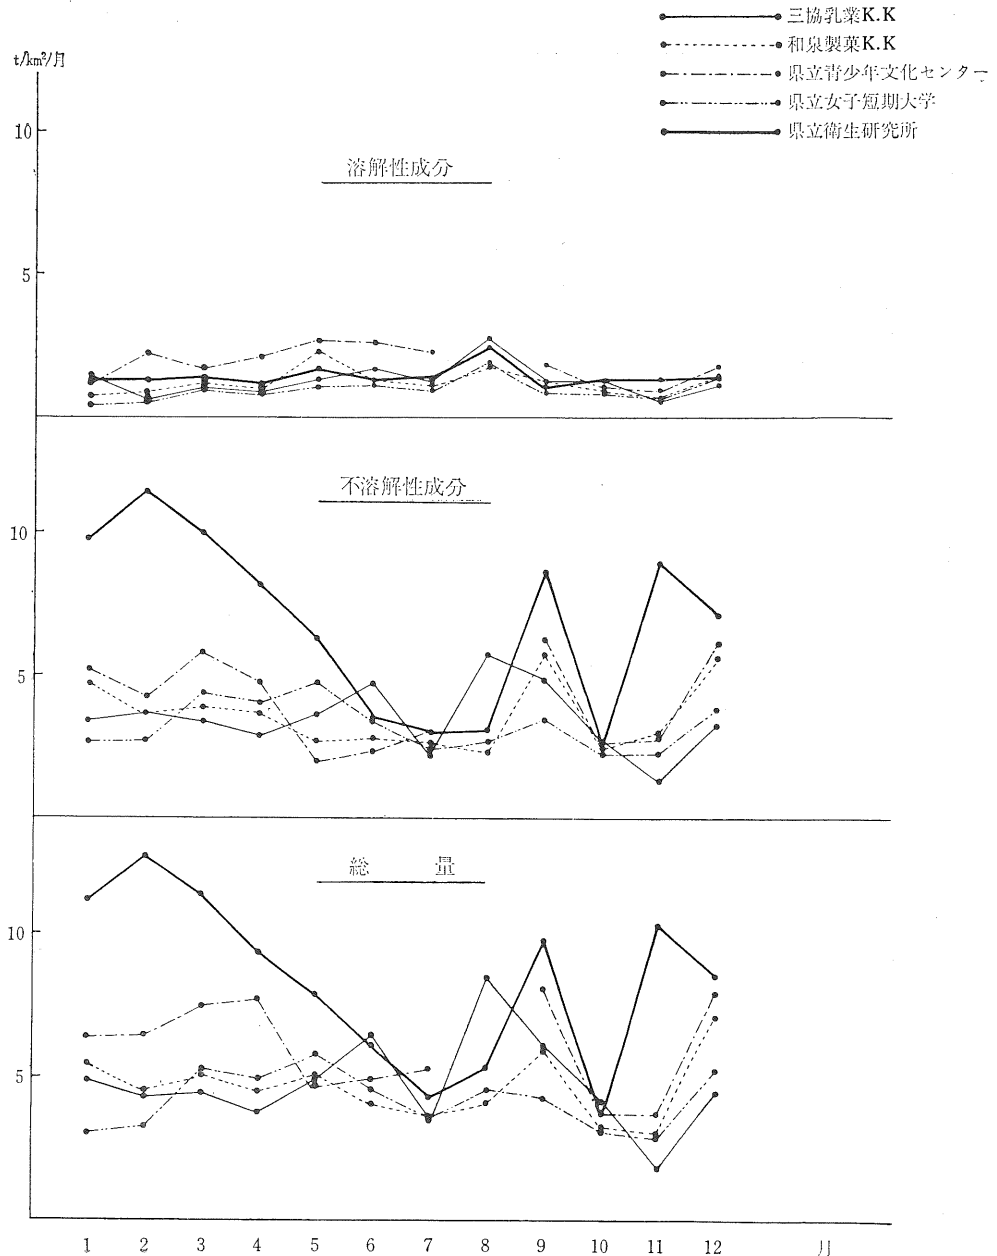 三協乳業K.K
和泉製菓K.K
県立青少年文化センター
県立女子短期大学
県立衛生研究所
t/km²/月
10
溶解性成分
5
不溶解性成分
10
5
総 量
10
5
1 2 3 4 5 6 7 8 9 10 11 12 月